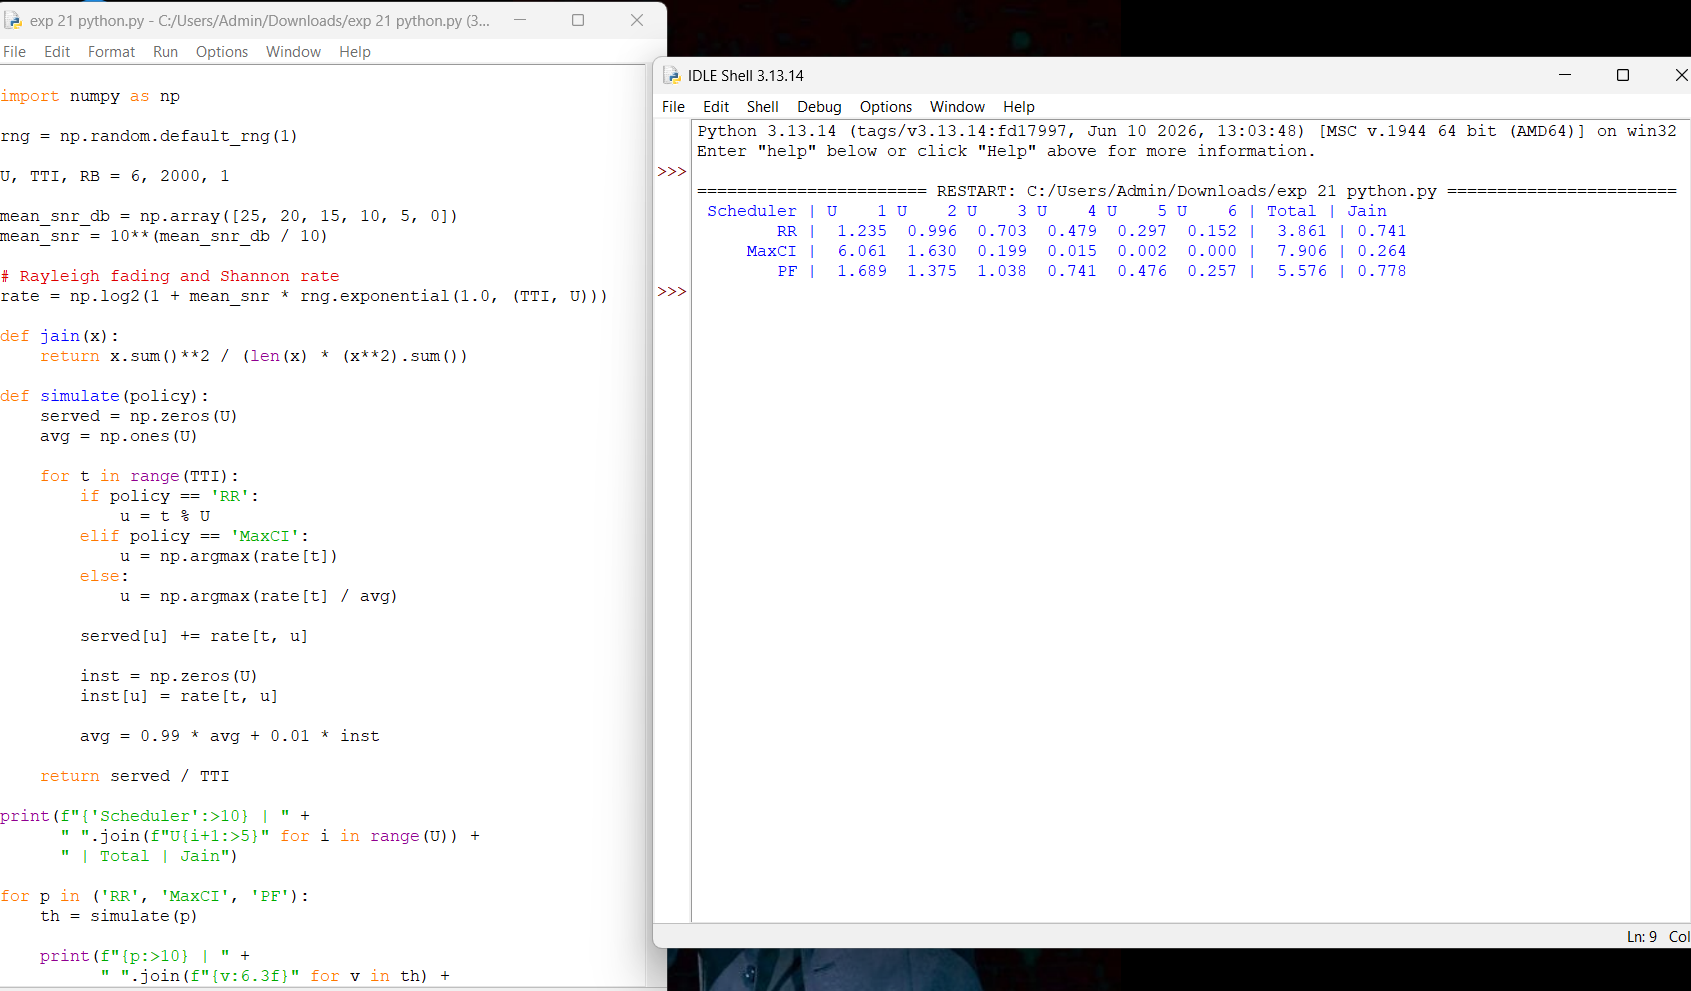 exp 21 python.py - C:/Users/Admin/Downloads/exp 21 python.py (3...
File Edit Format Run Options Window Help
import numpy as np
rng = np.random.default_rng(1)
U, TTI, RB = 6, 2000, 1
mean_snr_db = np.array([25, 20, 15, 10, 5, 0])
mean_snr = 10**(mean_snr_db / 10)
# Rayleigh fading and Shannon rate
rate = np.log2(1 + mean_snr * rng.exponential(1.0, (TTI, U)))
def jain(x):
    return x.sum()**2 / (len(x) * (x**2).sum())
def simulate(policy):
    served = np.zeros(U)
    avg = np.ones(U)
    for t in range(TTI):
        if policy == 'RR':
            u = t % U
        elif policy == 'MaxCI':
            u = np.argmax(rate[t])
        else:
            u = np.argmax(rate[t] / avg)
        served[u] += rate[t, u]
        inst = np.zeros(U)
        inst[u] = rate[t, u]
        avg = 0.99 * avg + 0.01 * inst
    return served / TTI
print(f"{'Scheduler':>10} | " +
      " ".join(f"U{i+1:>5}" for i in range(U)) +
      " | Total | Jain")
for p in ('RR', 'MaxCI', 'PF'):
    th = simulate(p)
    print(f"{p:>10} | " +
          " ".join(f"{v:6.3f}" for v in th) +
IDLE Shell 3.13.14
File Edit Shell Debug Options Window Help
Python 3.13.14 (tags/v3.13.14:fd17997, Jun 10 2026, 13:03:48) [MSC v.1944 64 bit (AMD64)] on win32
Enter "help" below or click "Help" above for more information.
>>>
======================= RESTART: C:/Users/Admin/Downloads/exp 21 python.py =======================
 Scheduler | U    1 U    2 U    3 U    4 U    5 U    6 | Total | Jain
        RR |  1.235  0.996  0.703  0.479  0.297  0.152 |  3.861 | 0.741
     MaxCI |  6.061  1.630  0.199  0.015  0.002  0.000 |  7.906 | 0.264
        PF |  1.689  1.375  1.038  0.741  0.476  0.257 |  5.576 | 0.778
>>>
Ln: 9 Col